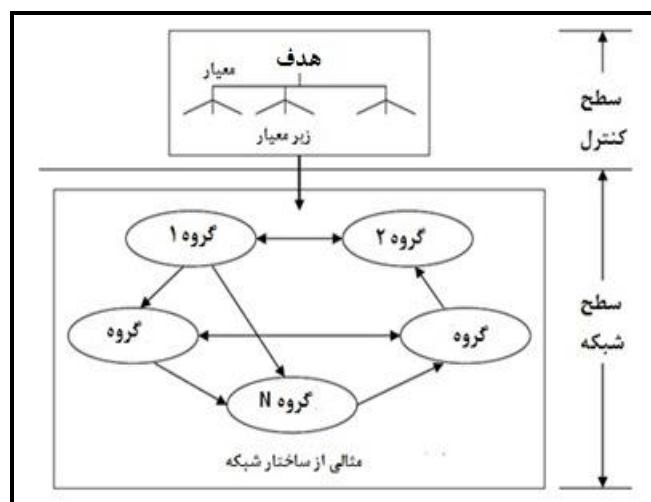 هدف
معیار
زیر معیار
سطح
کنترل
گروه ۱
گروه ۲
گروه
گروه
گروه N
مثالی از ساختار شبکه
سطح
شبکه